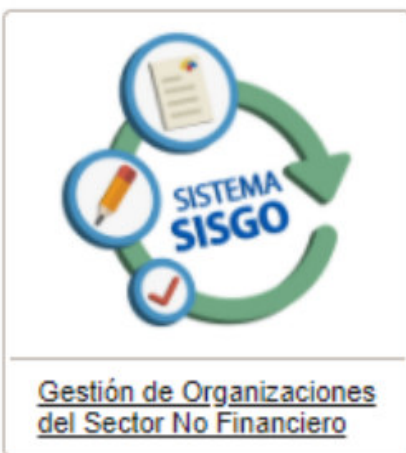 SISTEMA
SISGO
Gestión de Organizaciones
del Sector No Financiero